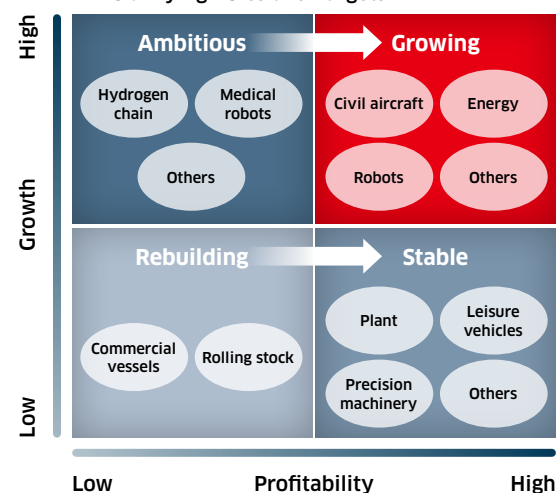 High
Growth
Low
Ambitious
Growing
Hydrogen
chain
Medical
robots
Others
Civil aircraft
Energy
Robots
Others
Rebuilding
Stable
Commercial
vessels
Rolling stock
Plant
Leisure
vehicles
Precision
machinery
Others
Low
Profitability
High